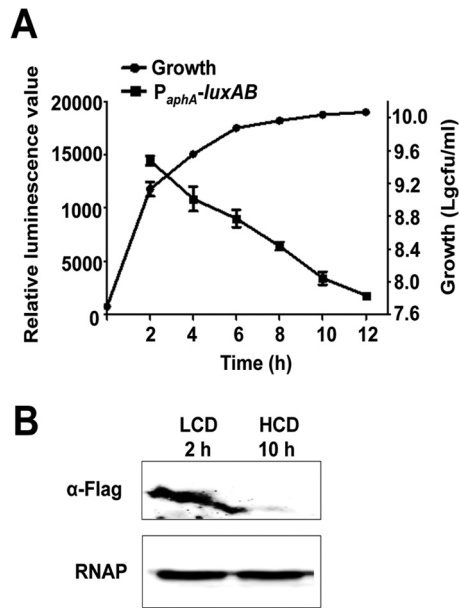 A
Growth
PaphA-luxAB
Relative luminescence value
20000
15000
1000
5000
0
10.0
9.6
9.2
8.8
8.4
8.0
7.6
Growth (Lgcfu/ml)
2 4 6 8 10 12
Time (h)
B
LCD HCD
2 h 10 h
α-Flag
RNAP